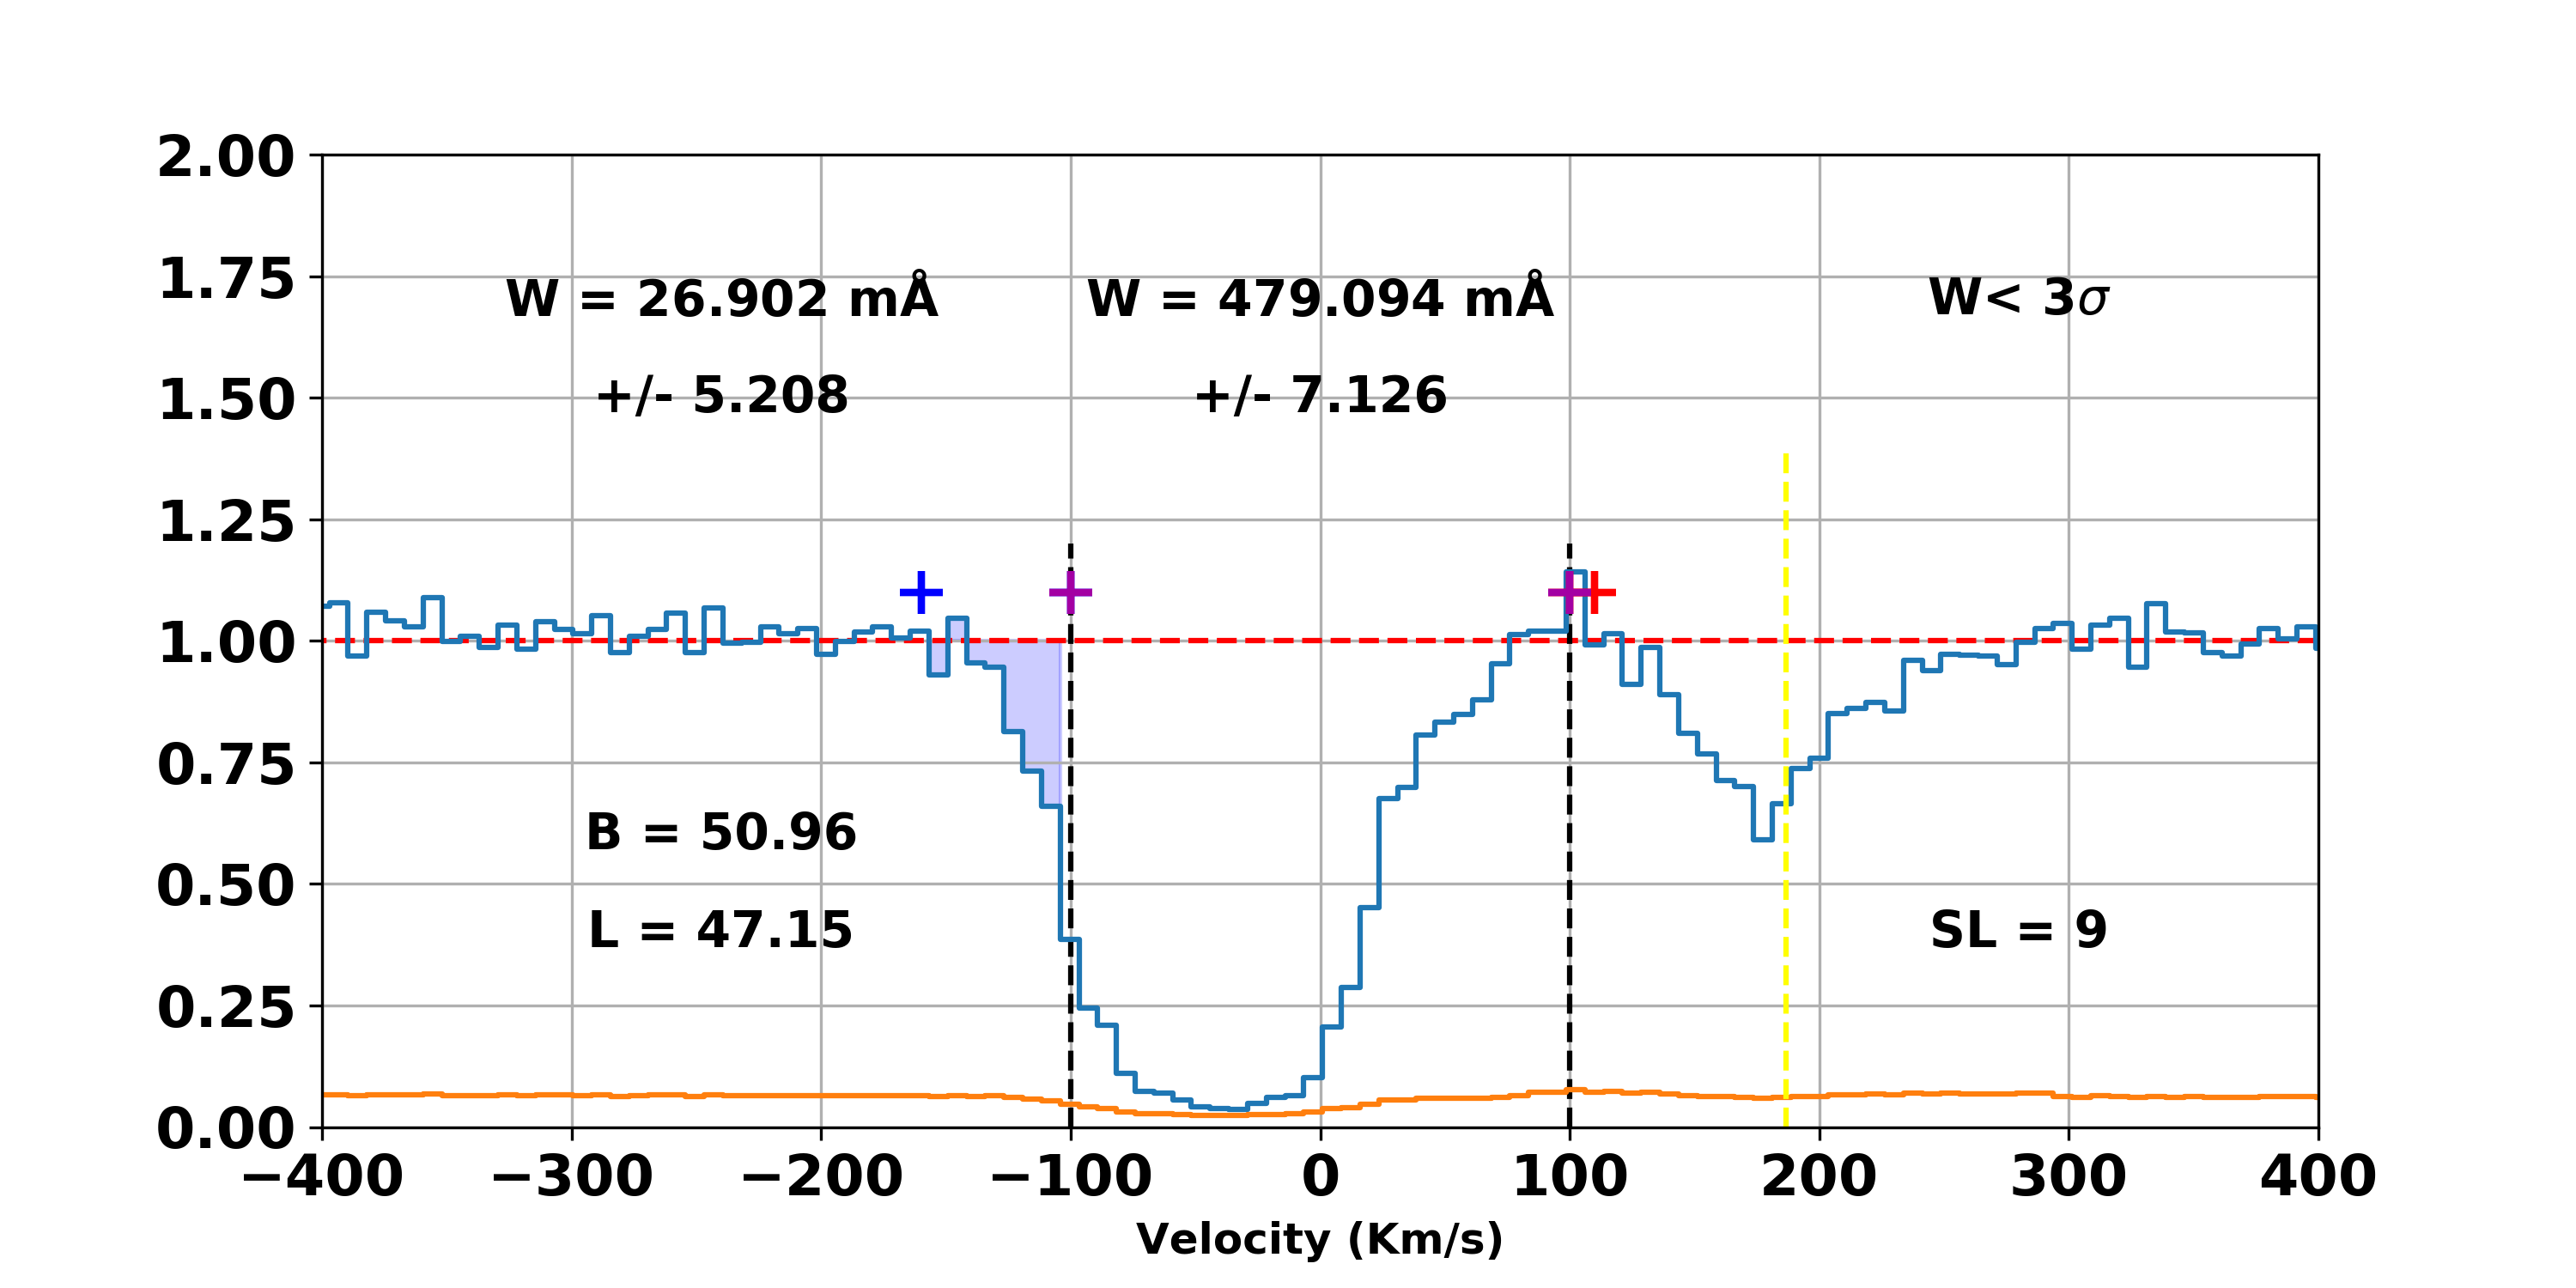 2.00
1.75
1.50
1.25
1.00
0.75
0.50
0.25
0.00
W = 26.902 mÅ
+/- 5.208
W = 479.094 mÅ
+/- 7.126
W< 3σ
B = 50.96
L = 47.15
SL = 9
−400 −300 −200 −100 0 100 200 300 400
Velocity (Km/s)